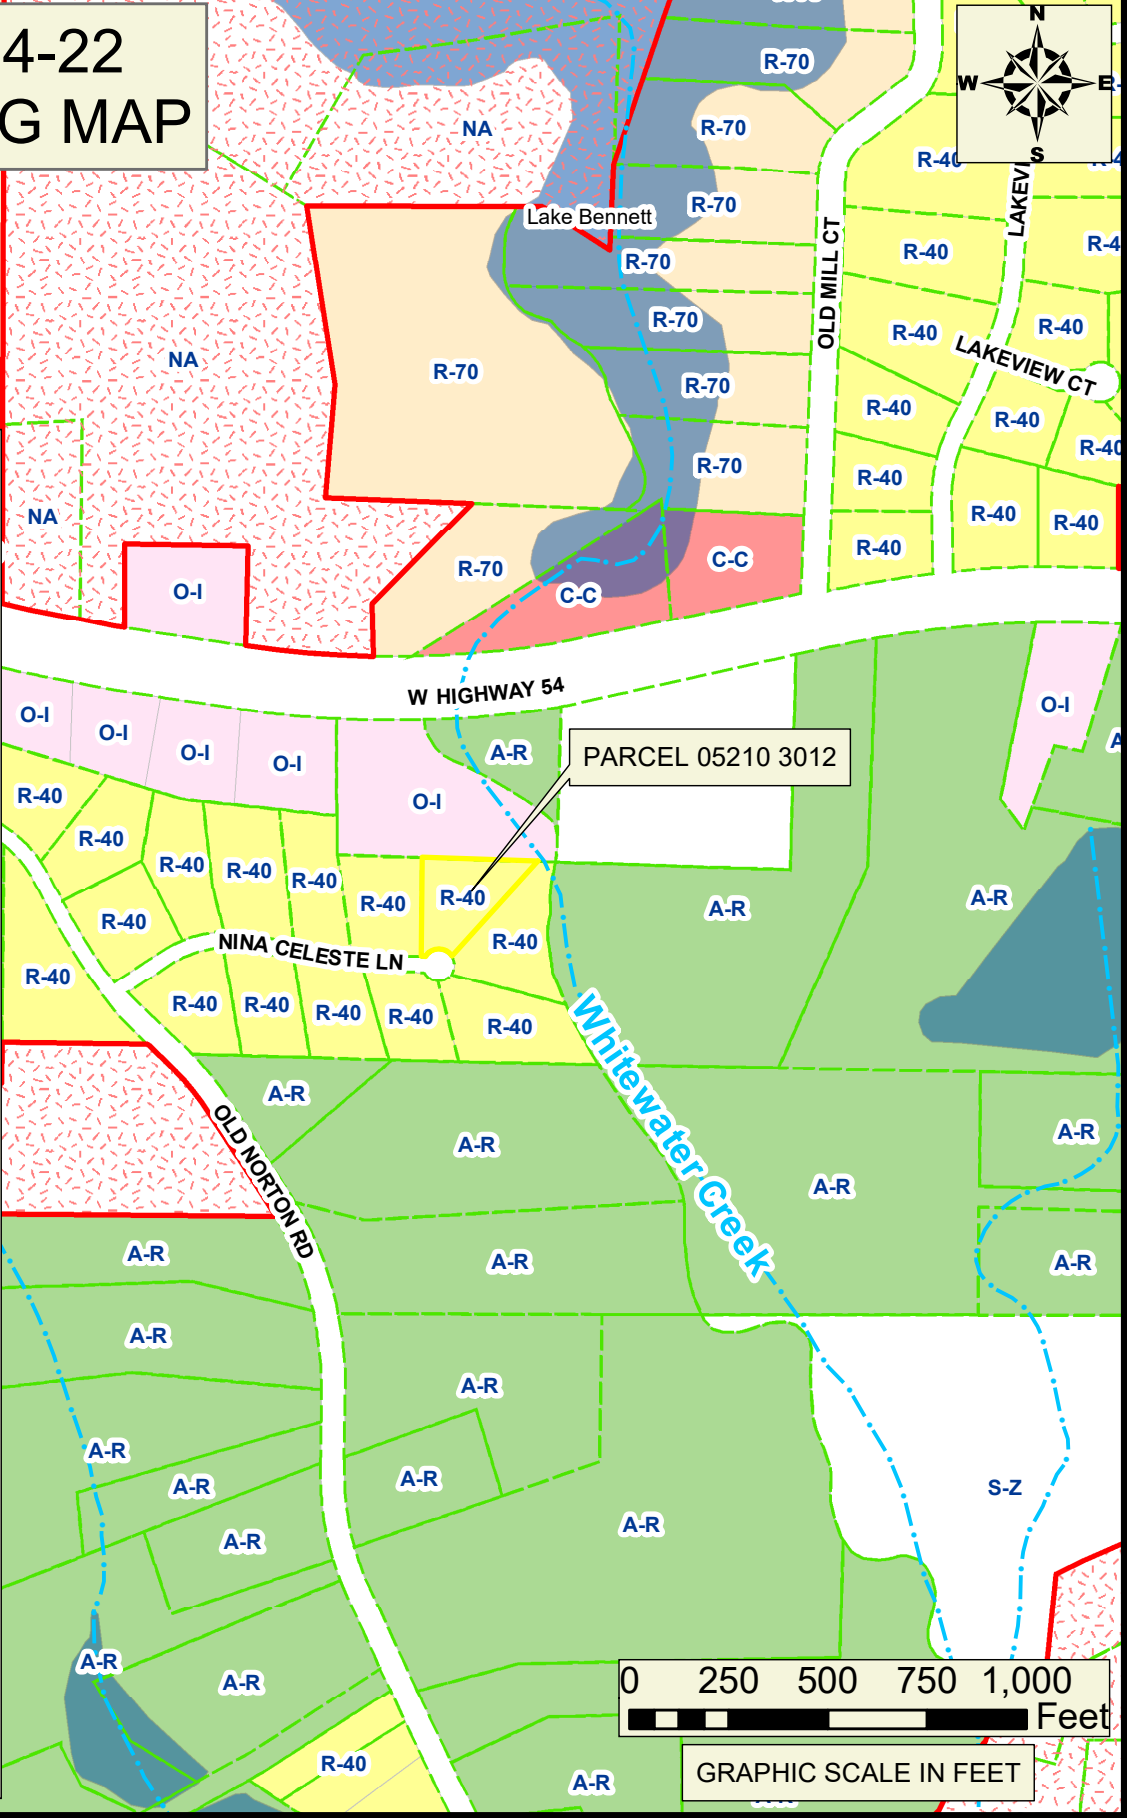 4-22
G MAP
N
W
E
S
R-70
NA
R-70
R-40
R-70
Lake Bennett
LAKEVI
OLD MILL CT
R-40
R-4
R-70
R-70
R-40
R-40
LAKEVIEW CT
NA
R-70
R-70
R-40
R-40
R-40
R-70
R-40
NA
R-40
R-40
R-40
C-C
R-70
O-I
C-C
W HIGHWAY 54
O-I
O-I
O-I
O-I
O-I
A-R
A
PARCEL 05210 3012
R-40
O-I
R-40
R-40
R-40
R-40
R-40
R-40
R-40
A-R
A-R
R-40
NINA CELESTE LN
R-40
R-40
R-40
R-40
R-40
R-40
R-40
Whitewater Creek
A-R
OLD NORTON RD
A-R
A-R
A-R
A-R
A-R
A-R
A-R
A-R
A-R
A-R
A-R
A-R
S-Z
A-R
A-R
A-R
A-R
R-40
A-R
0 250 500 750 1,000
Feet
GRAPHIC SCALE IN FEET